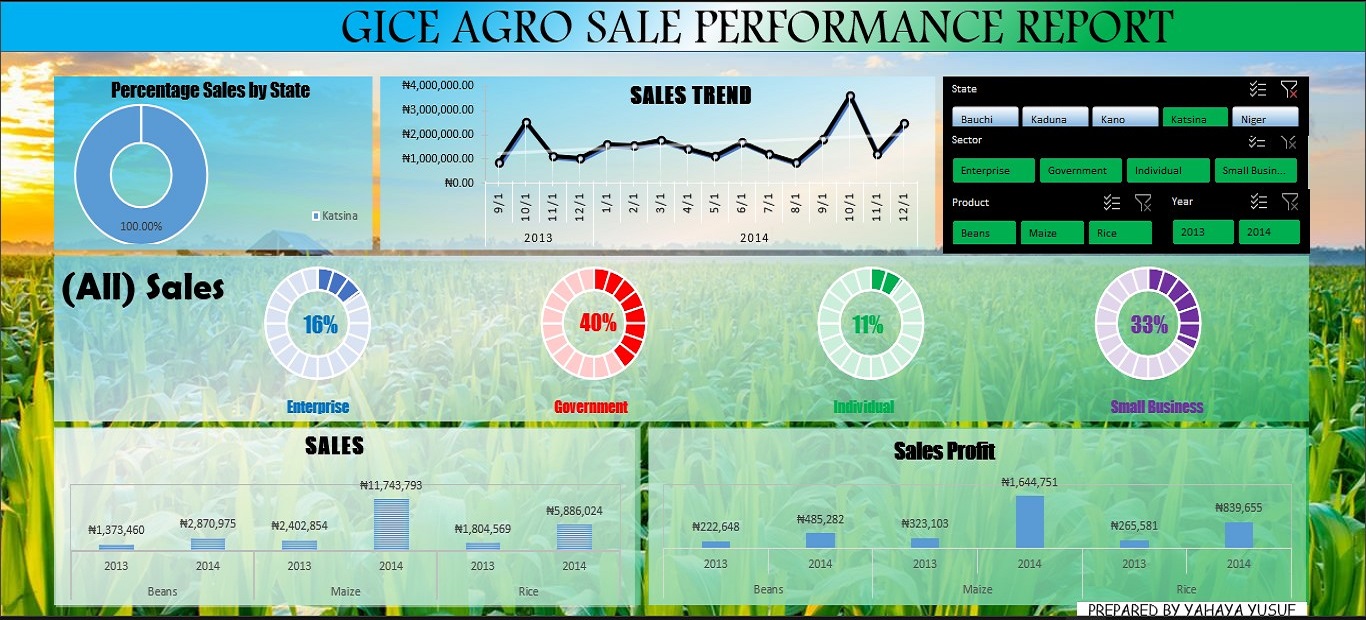 GICE AGRO SALE PERFORMANCE REPORT
Percentage Sales by State
100.00%
Katsina
SALES TREND
₦4,000,000.00
₦3,000,000.00
₦2,000,000.00
₦1,000,000.00
₦0.00
9/1 10/1 11/1 12/1 1/1 2/1 3/1 4/1 5/1 6/1 7/1 8/1 9/1 10/1 11/1 12/1
2013 2014
State
Bauchi Kaduna Kano Katsina Niger
Sector
Enterprise Government Individual Small Busin...
Product
Beans Maize Rice
Year
2013 2014
(All) Sales
16% 40% 11% 33%
Enterprise Government Individual Small Business
SALES
₦1,373,460 ₦2,870,975 ₦2,402,854 ₦11,743,793 ₦1,804,569 ₦5,886,024
2013 2014 2013 2014 2013 2014
Beans Maize Rice
Sales Profit
₦222,648 ₦485,282 ₦323,103 ₦1,644,751 ₦265,581 ₦839,655
2013 2014 2013 2014 2013 2014
Beans Maize Rice
PREPARED BY YAHAYA YUSUF